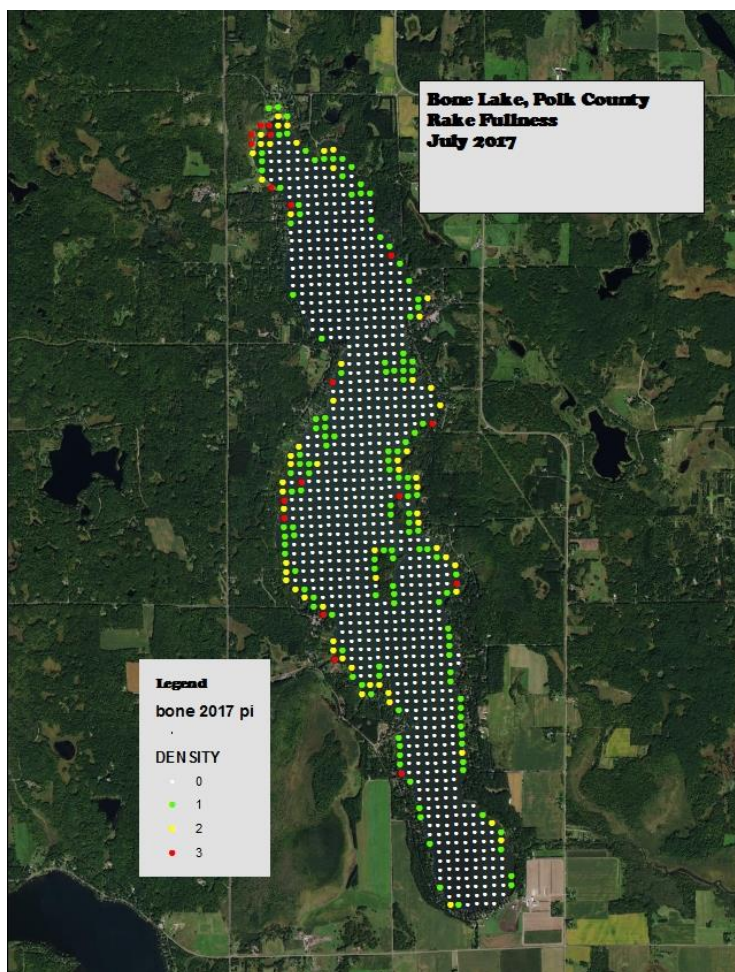 Bone Lake, Polk County
Rake Fullness
July 2017
Legend
bone 2017 pi
DENSITY
0
1
2
3